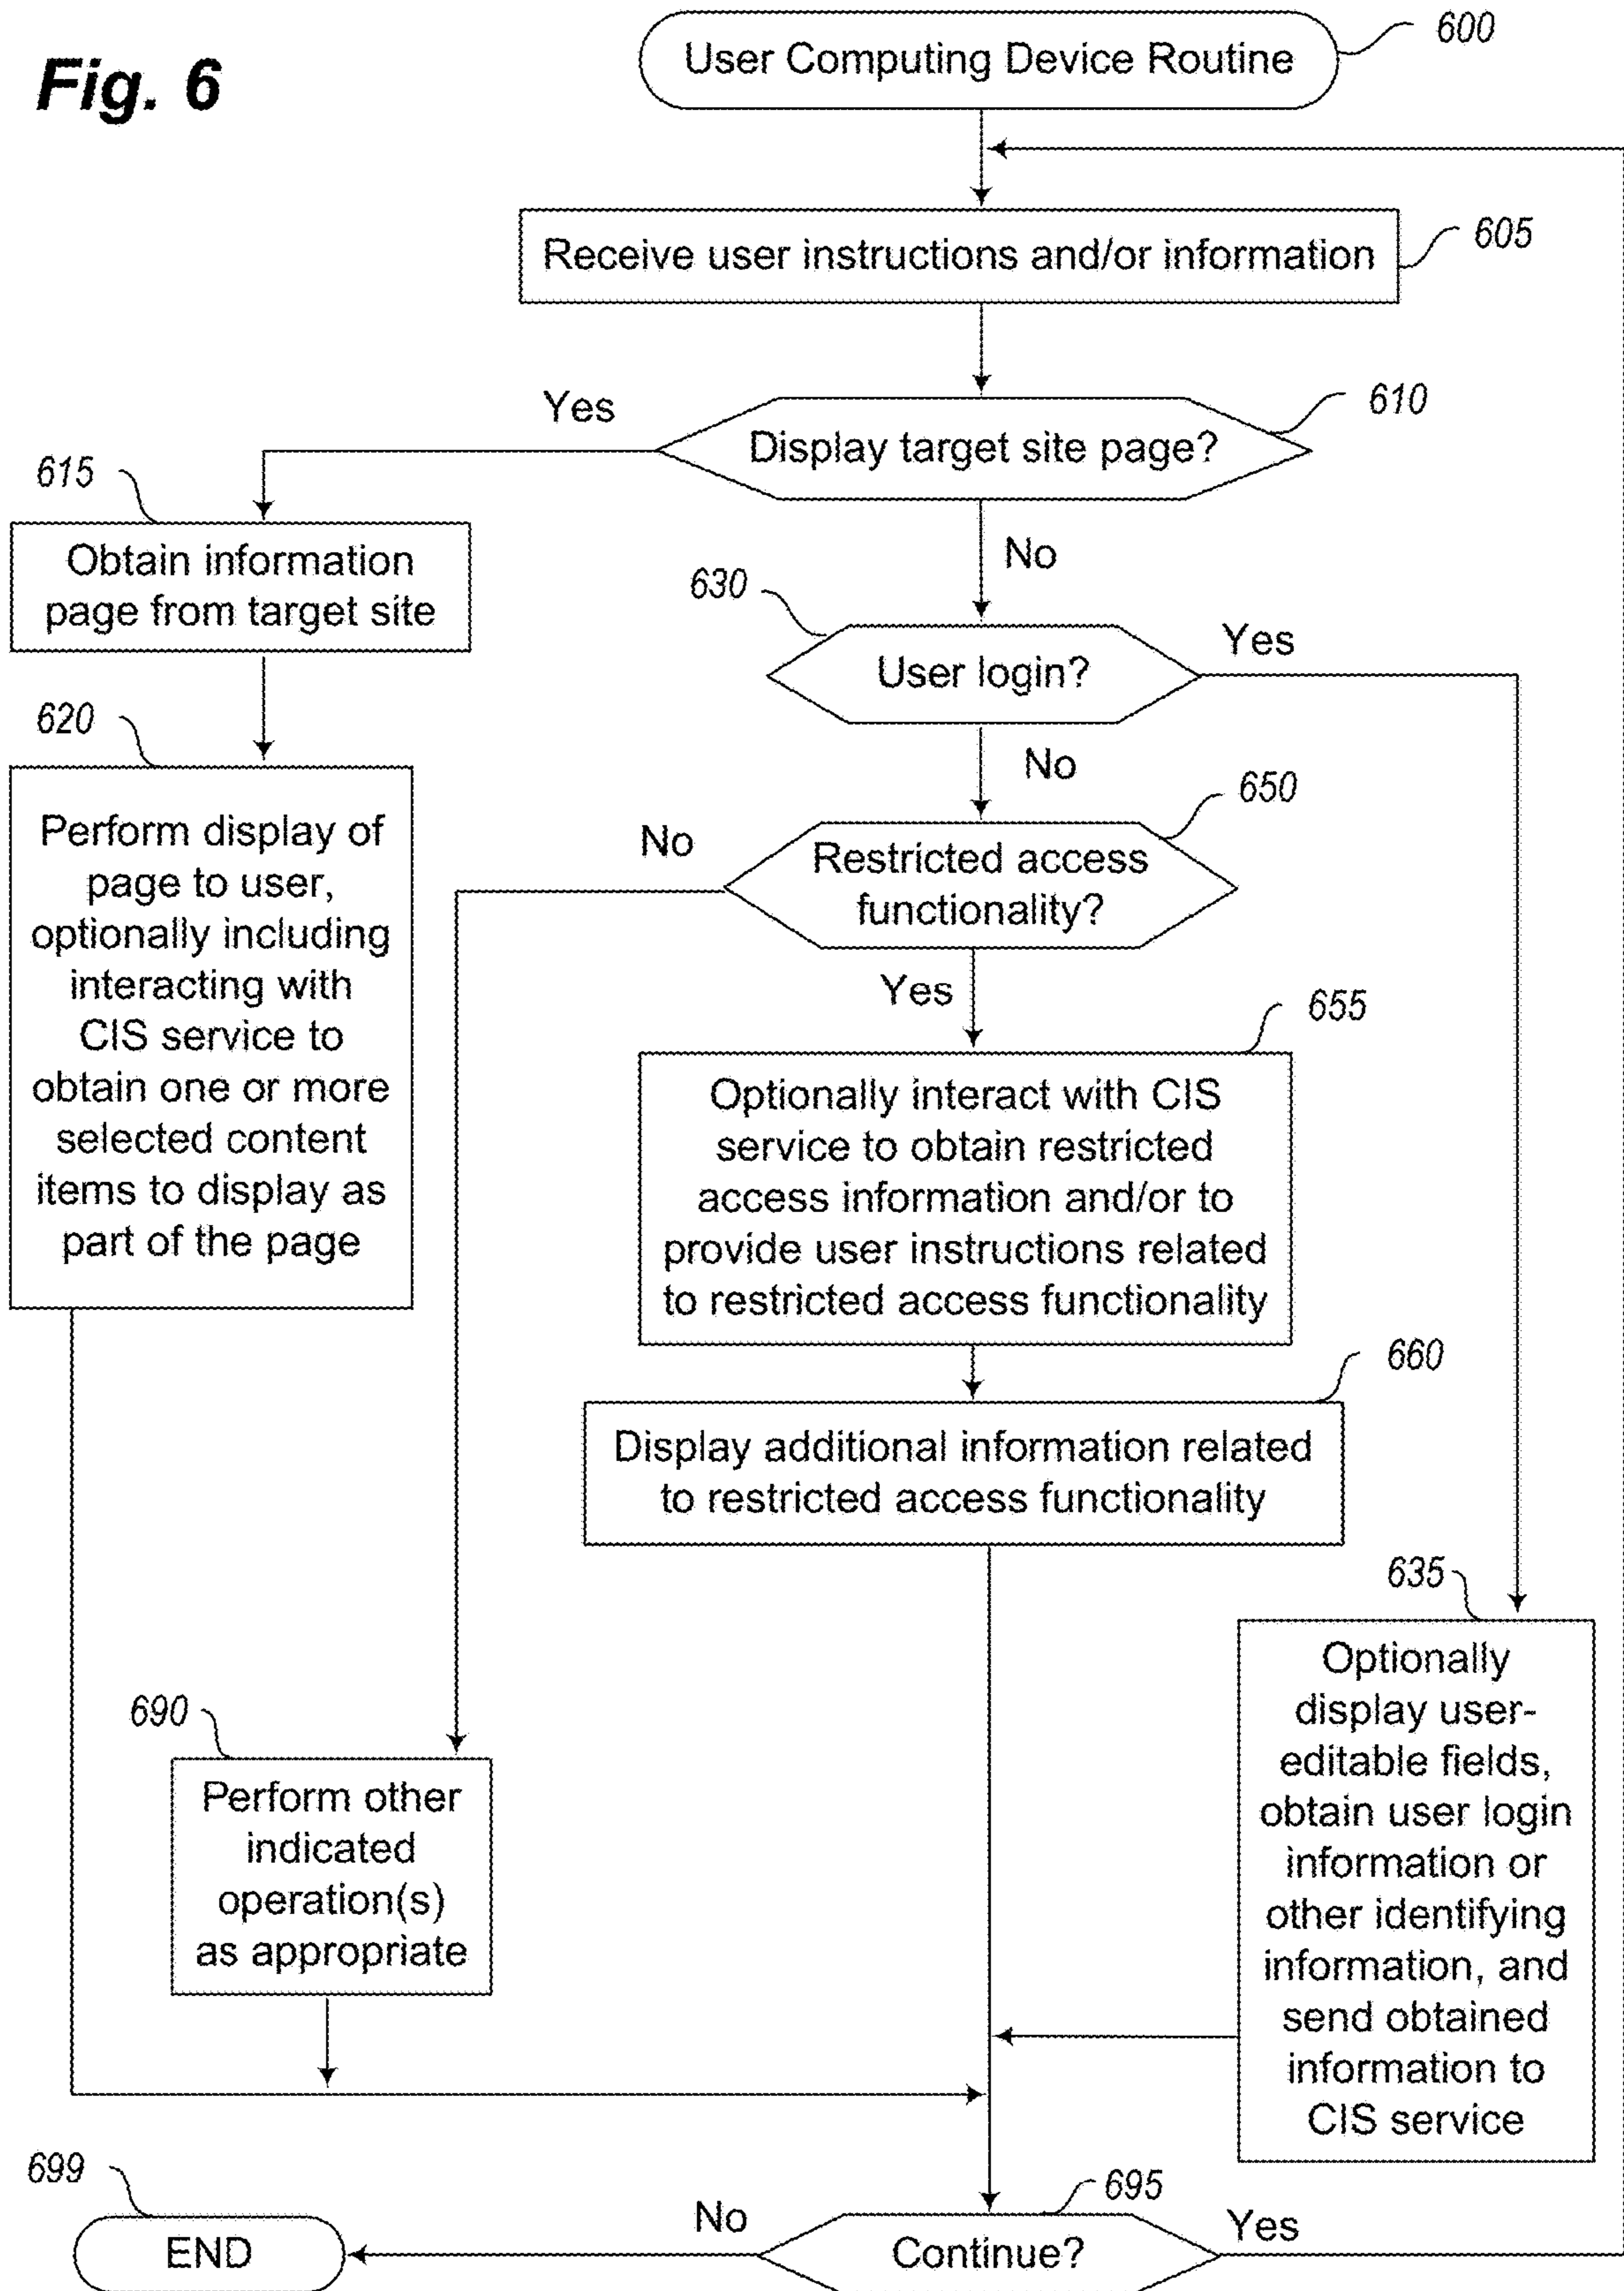 Fig. 6
User Computing Device Routine
600
Receive user instructions and/or information
605
Yes
Display target site page?
610
615
Obtain information
page from target site
No
630
User login?
Yes
620
Perform display of
page to user,
optionally including
interacting with
CIS service to
obtain one or more
selected content
items to display as
part of the page
No
650
No
Restricted access
functionality?
Yes
655
Optionally interact with CIS
service to obtain restricted
access information and/or to
provide user instructions related
to restricted access functionality
660
Display additional information related
to restricted access functionality
635
Optionally
display user-
editable fields,
obtain user login
information or
other identifying
information, and
send obtained
information to
CIS service
690
Perform other
indicated
operation(s)
as appropriate
699
END
No
695
Continue?
Yes